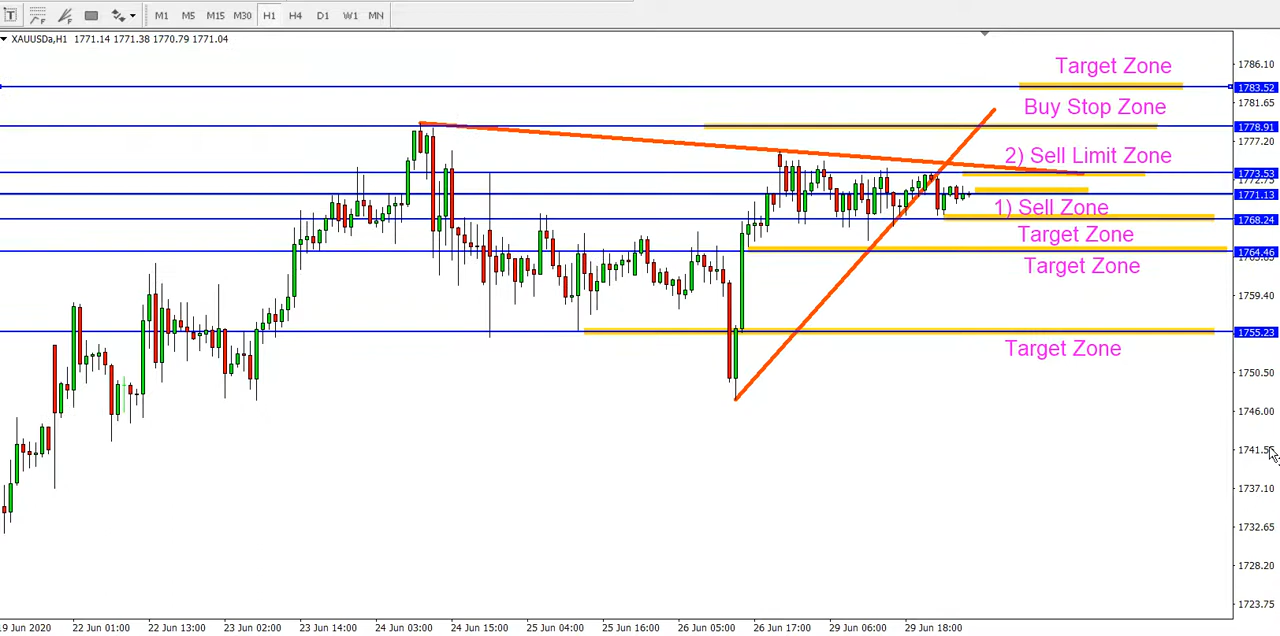 T F F
M1 M5 M15 M30 H1 H4 D1 W1 MN
XAUUSDa,H1 1771.14 1771.38 1770.79 1771.04
Target Zone
1786.10
1783.52
Buy Stop Zone
1781.65
1778.91
1777.20
2) Sell Limit Zone
1773.53
1772.75
1771.13
1) Sell Zone
1768.24
Target Zone
1764.46
Target Zone
1759.40
1755.23
Target Zone
1750.50
1746.00
1741.5
1737.10
1732.65
1728.20
1723.75
19 Jun 2020 22 Jun 01:00 22 Jun 13:00 23 Jun 02:00 23 Jun 14:00 24 Jun 03:00 24 Jun 15:00 25 Jun 04:00 25 Jun 16:00 26 Jun 05:00 26 Jun 17:00 29 Jun 06:00 29 Jun 18:00